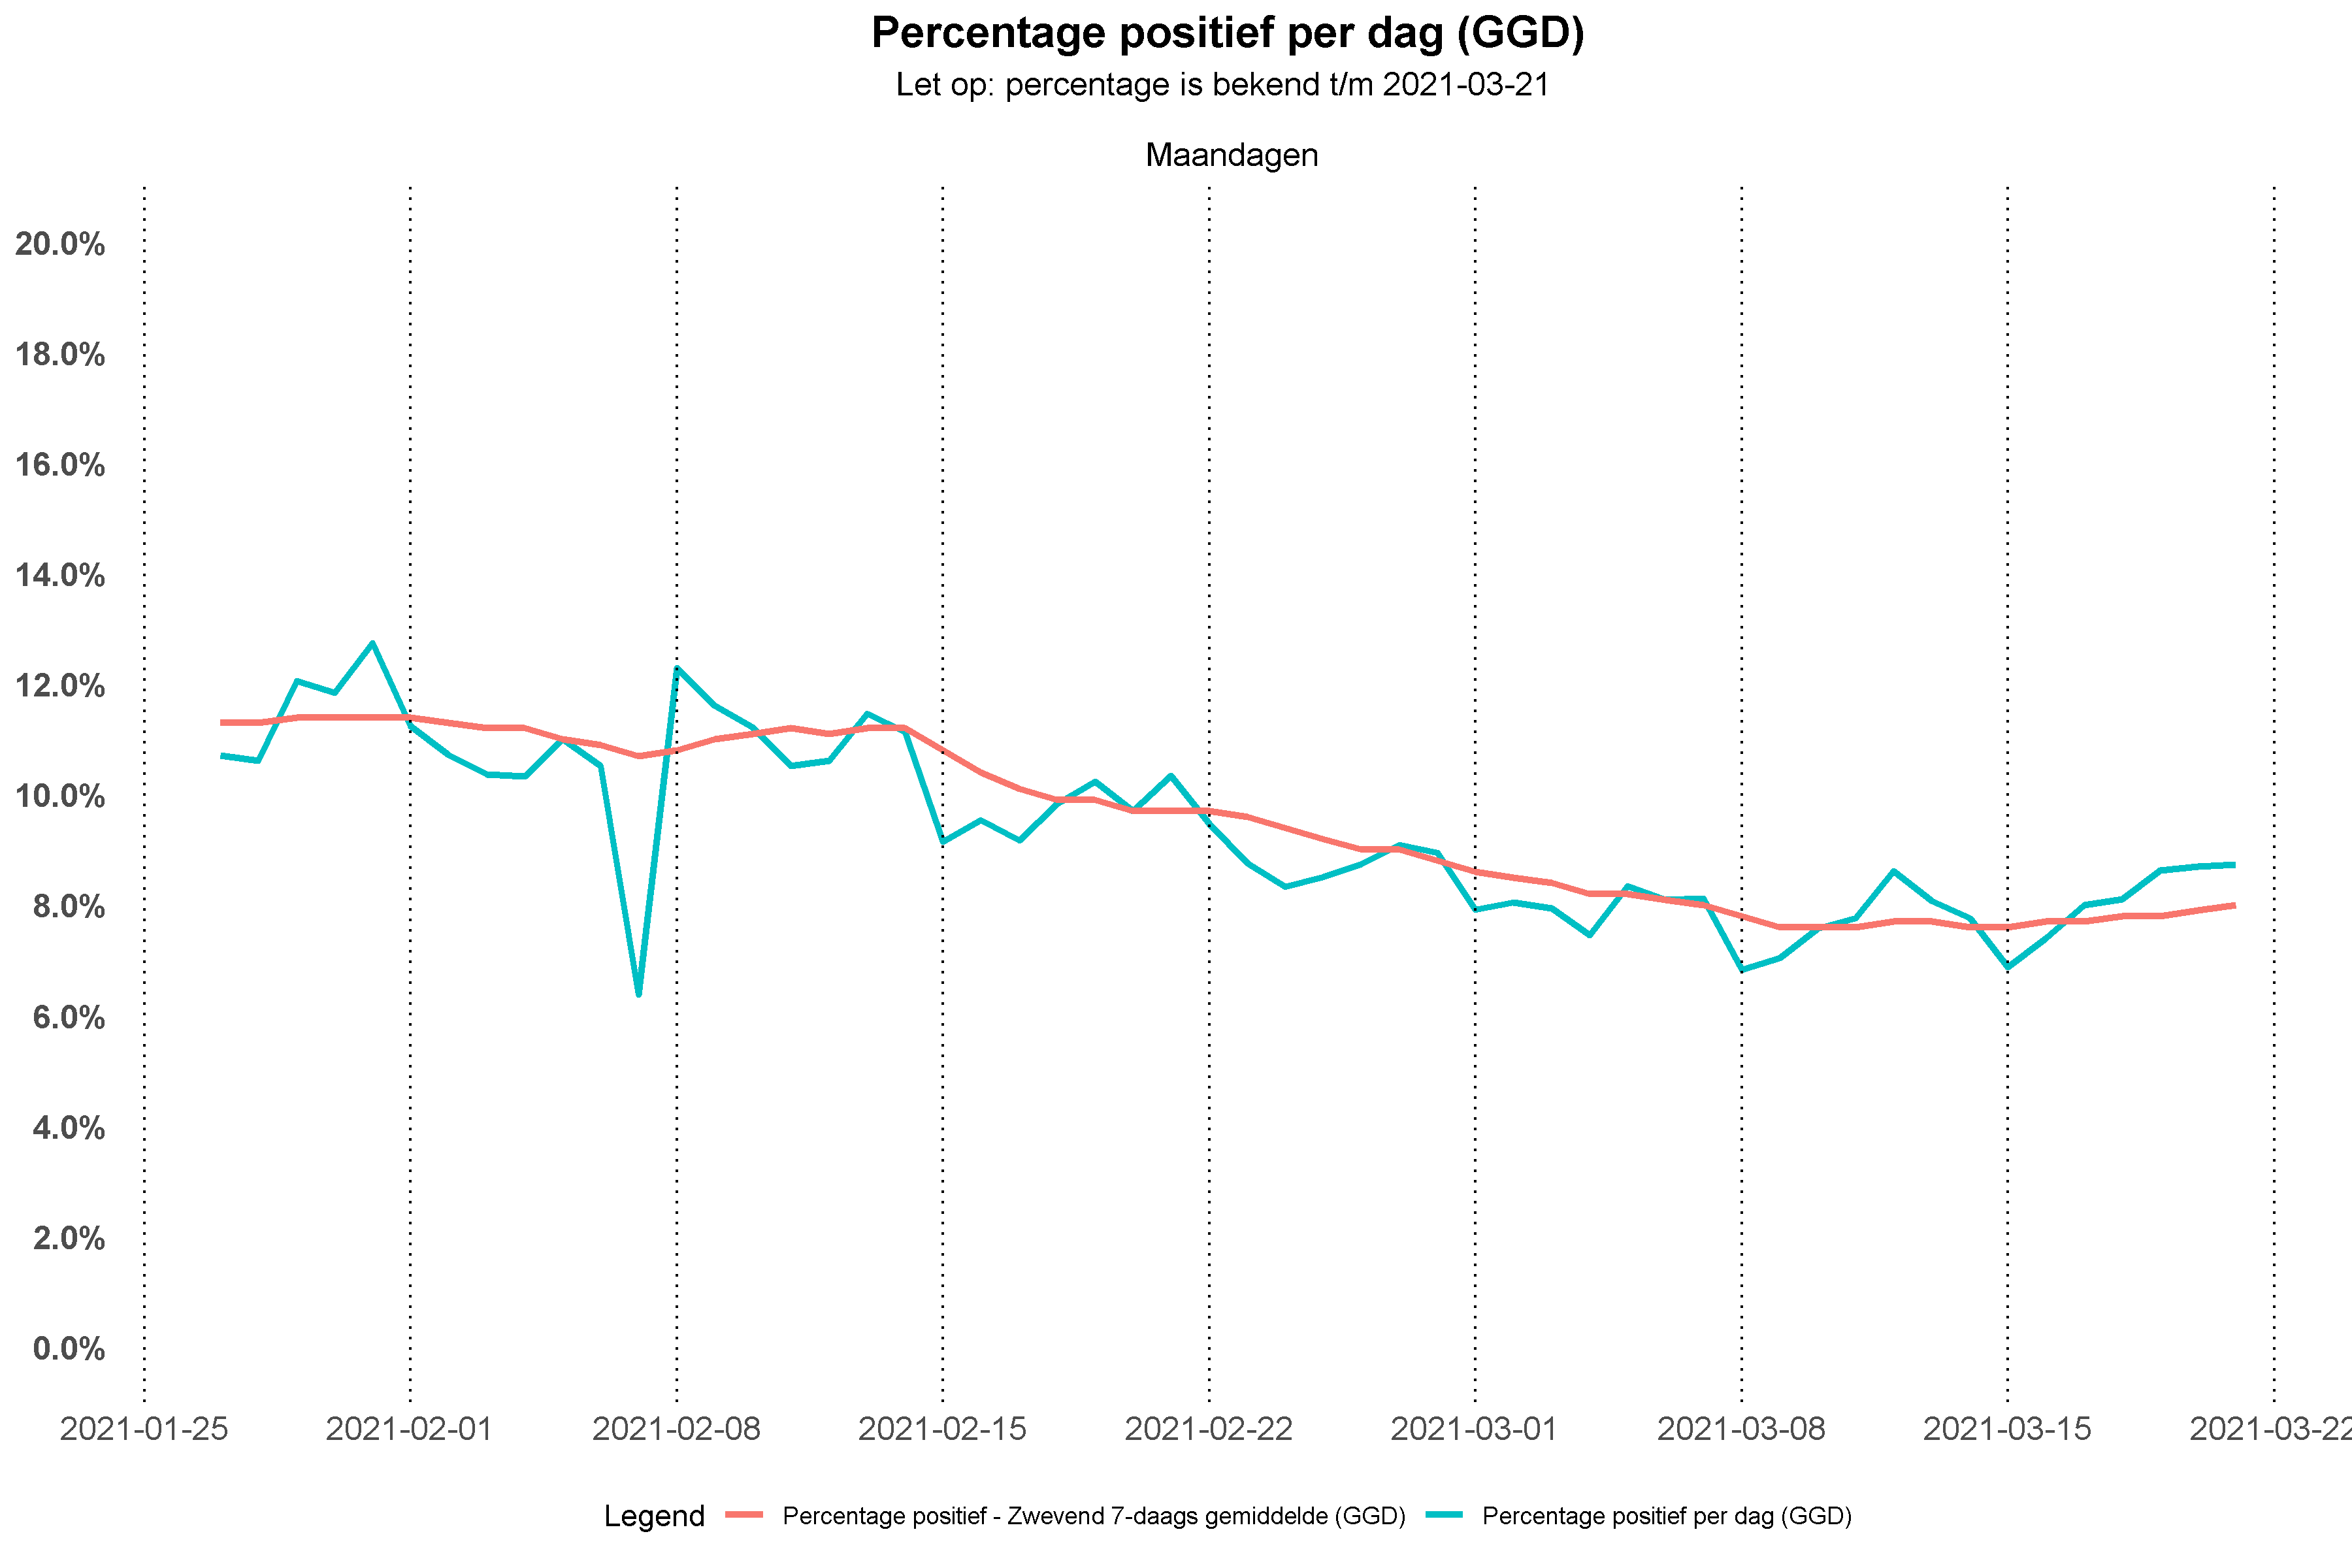 Percentage positief per dag (GGD)
Let op: percentage is bekend t/m 2021-03-21
Maandagen
20.0%
18.0%
16.0%
14.0%
12.0%
10.0%
8.0%
6.0%
4.0%
2.0%
0.0%
2021-01-25 2021-02-01 2021-02-08 2021-02-15 2021-02-22 2021-03-01 2021-03-08 2021-03-15 2021-03-22
Legend Percentage positief - Zwevend 7-daags gemiddelde (GGD) Percentage positief per dag (GGD)